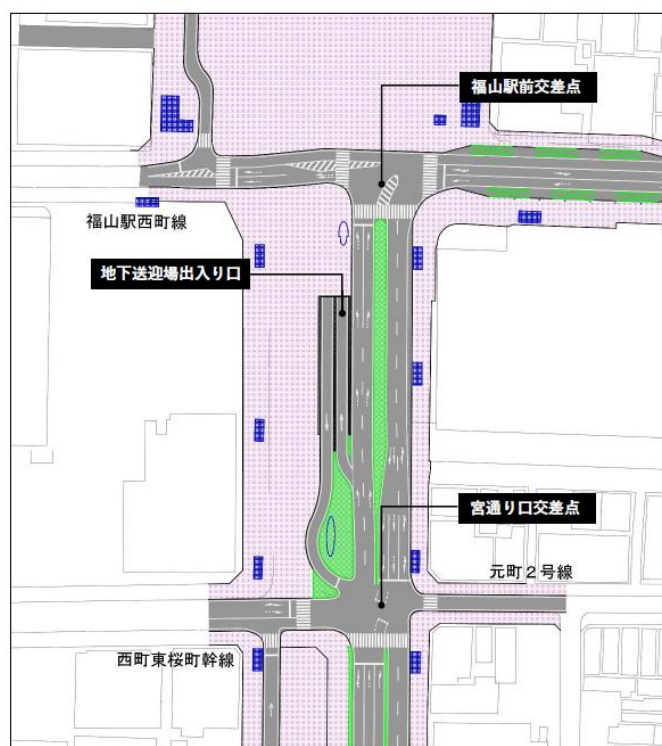 福山駅前交差点
福山駅西町線
地下送迎場出入り口
宮通り口交差点
元町２号線
西町東桜町幹線